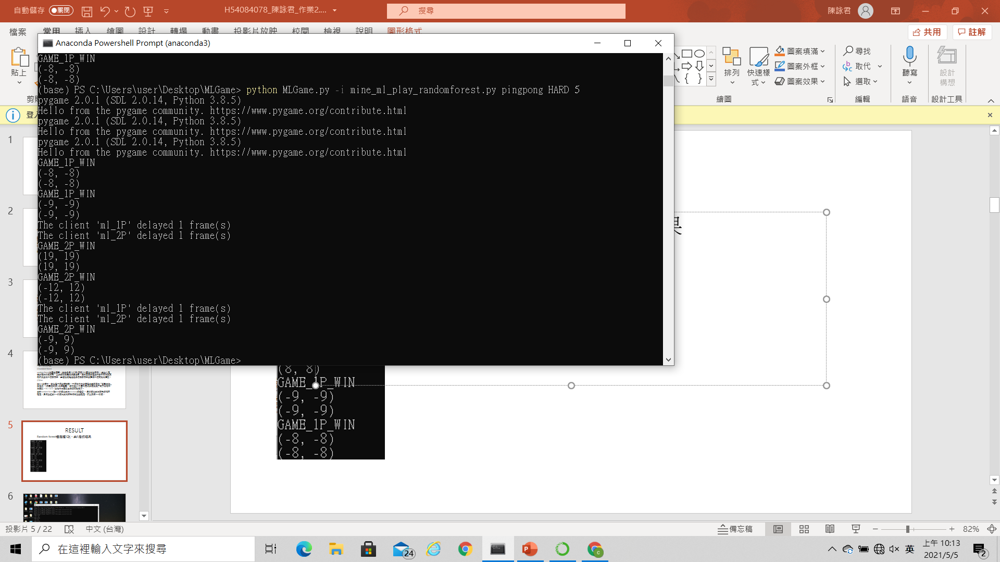 自動儲存 關閉 H54084078_陳詠君_作業2.... 搜尋 陳詠君
檔案 常用 插入 繪圖 設計 轉場 動畫 投影片放映 校閱 檢視 說明 圖形格式 共用 註解
Anaconda Powershell Prompt (anaconda3)
貼上
排列
快速樣式
圖案填滿
圖案外框
圖案效果
繪圖
尋找
取代
選取
編輯
聽寫
語音
設計構想
設計工具
登
GAME_1P_WIN
(-8, -8)
(-8, -8)
(base) PS C:\Users\user\Desktop\MLGame> python MLGame.py -i mine_ml_play_randomforest.py pingpong HARD 5
pygame 2.0.1 (SDL 2.0.14, Python 3.8.5)
Hello from the pygame community. https://www.pygame.org/contribute.html
pygame 2.0.1 (SDL 2.0.14, Python 3.8.5)
Hello from the pygame community. https://www.pygame.org/contribute.html
pygame 2.0.1 (SDL 2.0.14, Python 3.8.5)
Hello from the pygame community. https://www.pygame.org/contribute.html
GAME_1P_WIN
(-8, -8)
(-8, -8)
GAME_1P_WIN
(-9, -9)
(-9, -9)
The client 'ml_1P' delayed 1 frame(s)
The client 'ml_2P' delayed 1 frame(s)
GAME_2P_WIN
(19, 19)
(19, 19)
GAME_2P_WIN
(-12, 12)
(-12, 12)
The client 'ml_1P' delayed 1 frame(s)
The client 'ml_2P' delayed 1 frame(s)
GAME_2P_WIN
(-9, 9)
(-9, 9)
(base) PS C:\Users\user\Desktop\MLGame>
果
(8, 8)
GAME_1P_WIN
(-9, -9)
(-9, -9)
GAME_1P_WIN
(-8, -8)
(-8, -8)
1
2
3
4
5
RESULT
6
投影片 5 / 22 中文 (台灣) 備忘稿 82%
在這裡輸入文字來搜尋
24
英
上午 10:13
2021/5/5
2